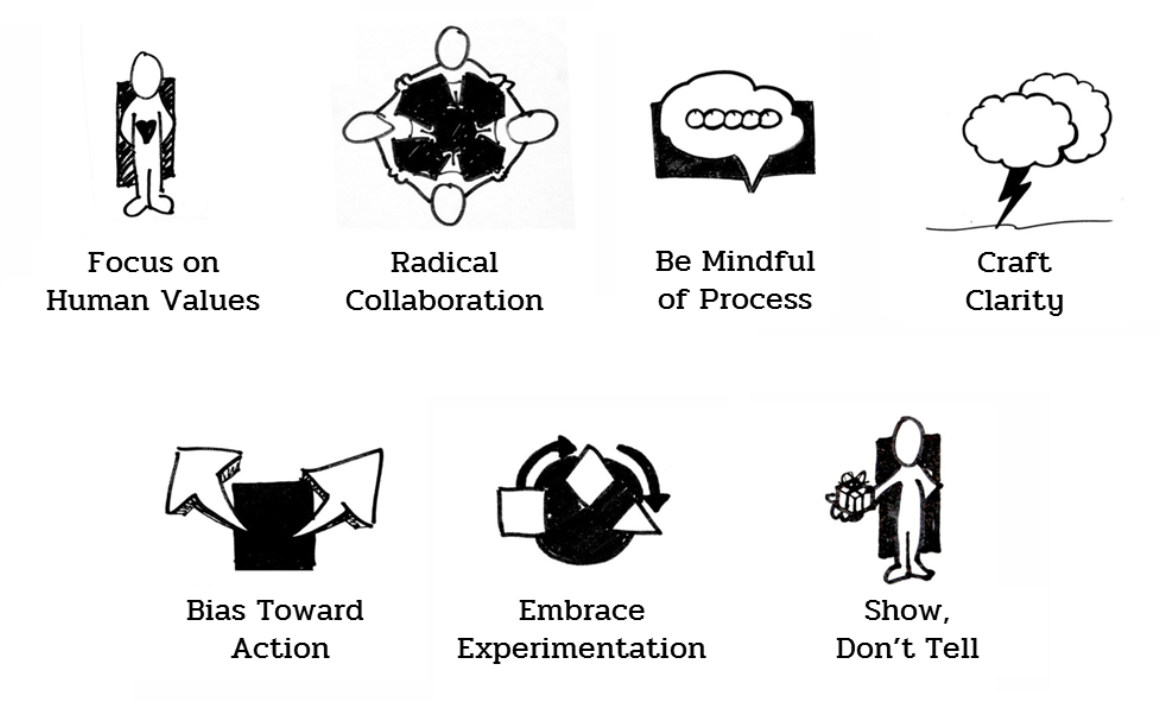 Focus on
Human Values
Radical
Collaboration
Be Mindful
of Process
Craft
Clarity
Bias Toward
Action
Embrace
Experimentation
Show,
Don't Tell